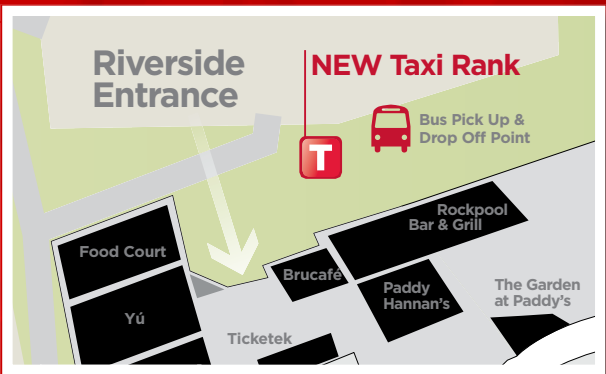 Riverside
Entrance
NEW Taxi Rank
T
Bus Pick Up &
Drop Off Point
Rockpool
Bar & Grill
Food Court
Brucafé
Paddy
Hannan's
The Garden
at Paddy's
Yú
Ticketek